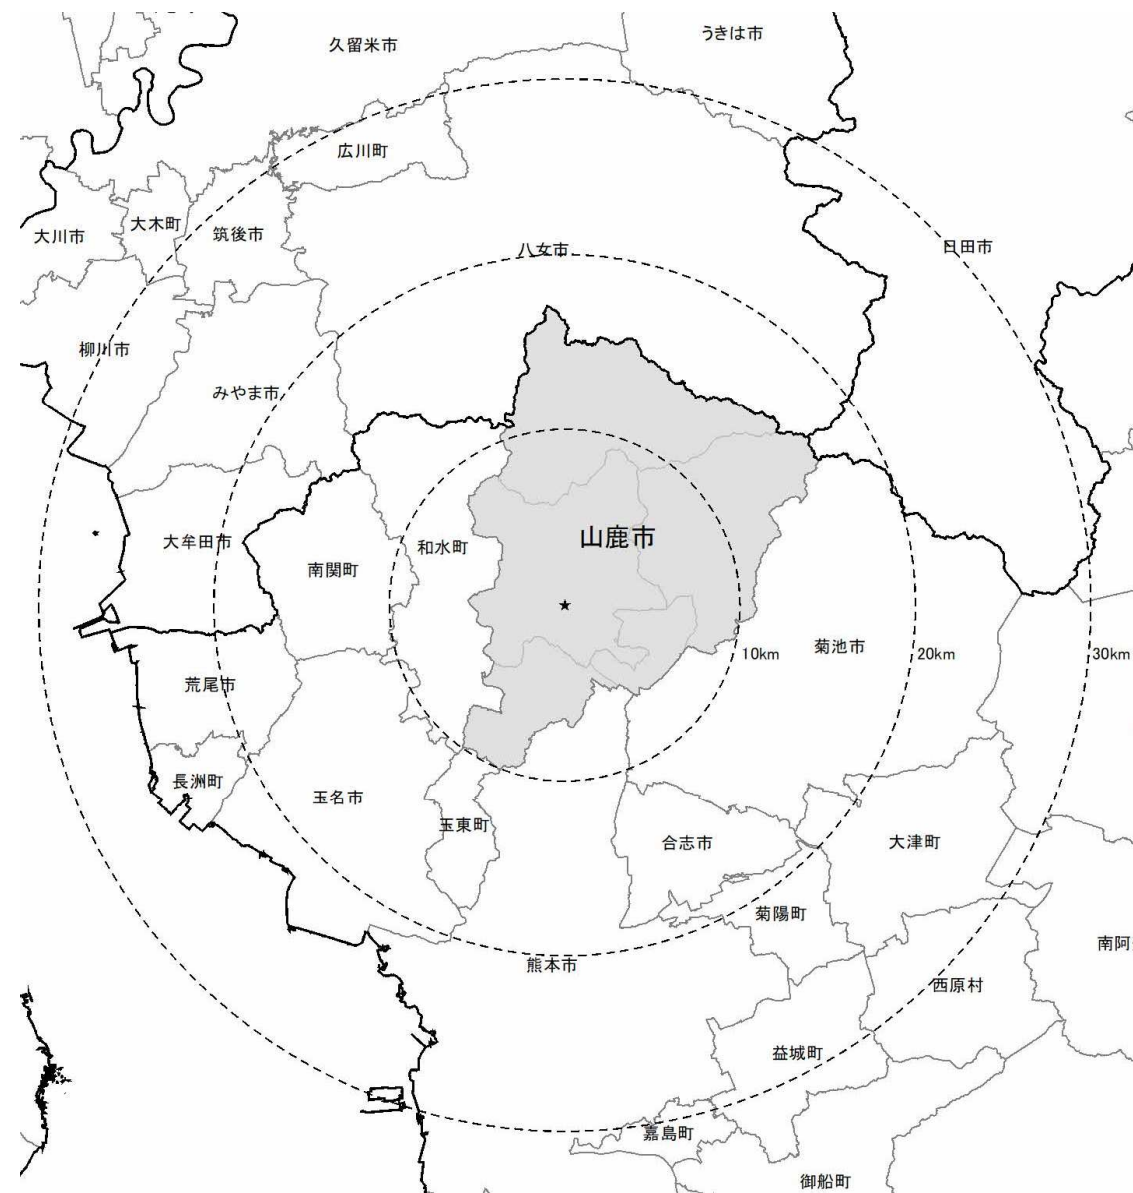 うきは市
久留米市
広川町
大木町
筑後市
大川市
八女市
日田市
柳川市
みやま市
山鹿市
大牟田市
和水町
南関町
菊池市
10km
20km
30km
荒尾市
長洲町
玉名市
玉東町
合志市
大津町
菊陽町
南阿
熊本市
西原村
益城町
嘉島町
御船町